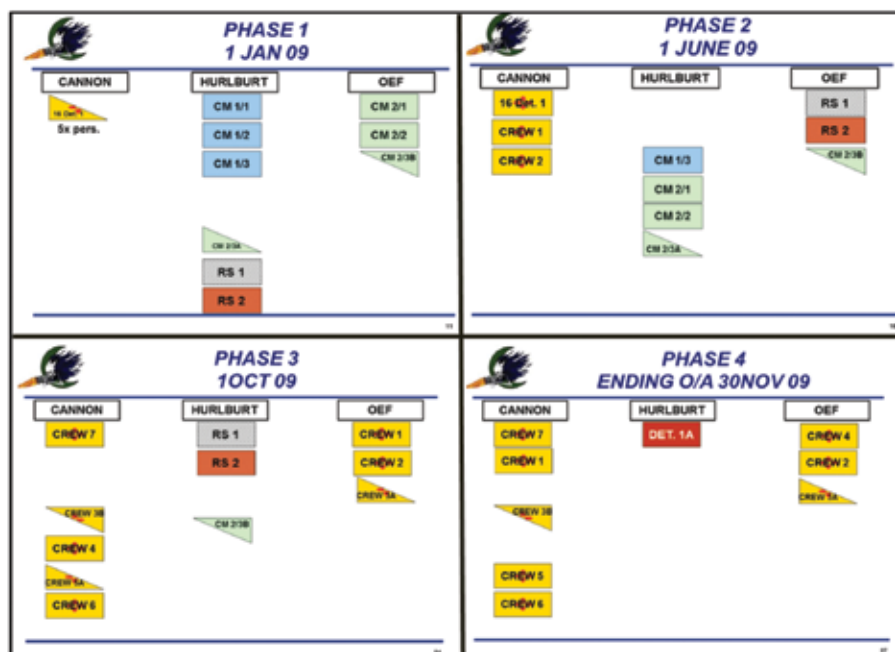 PHASE 1
1 JAN 09
CANNON
HURLBURT
OEF
16 Det. 1
5x pers.
CM 1/1
CM 1/2
CM 1/3
CM 2/3A
RS 1
RS 2
CM 2/1
CM 2/2
CM 2/3B
PHASE 2
1 JUNE 09
CANNON
HURLBURT
OEF
16 Det. 1
CREW 1
CREW 2
CM 1/3
CM 2/1
CM 2/2
CM 2/3A
RS 1
RS 2
CM 2/3B
PHASE 3
1OCT 09
CANNON
HURLBURT
OEF
CREW 7
CREW 3B
CREW 4
CREW 5A
CREW 6
RS 1
RS 2
CM 2/3B
CREW 1
CREW 2
CREW 3A
PHASE 4
ENDING O/A 30NOV 09
CANNON
HURLBURT
OEF
CREW 7
CREW 1
CREW 3B
CREW 5
CREW 6
DET. 1A
CREW 4
CREW 2
CREW 3A